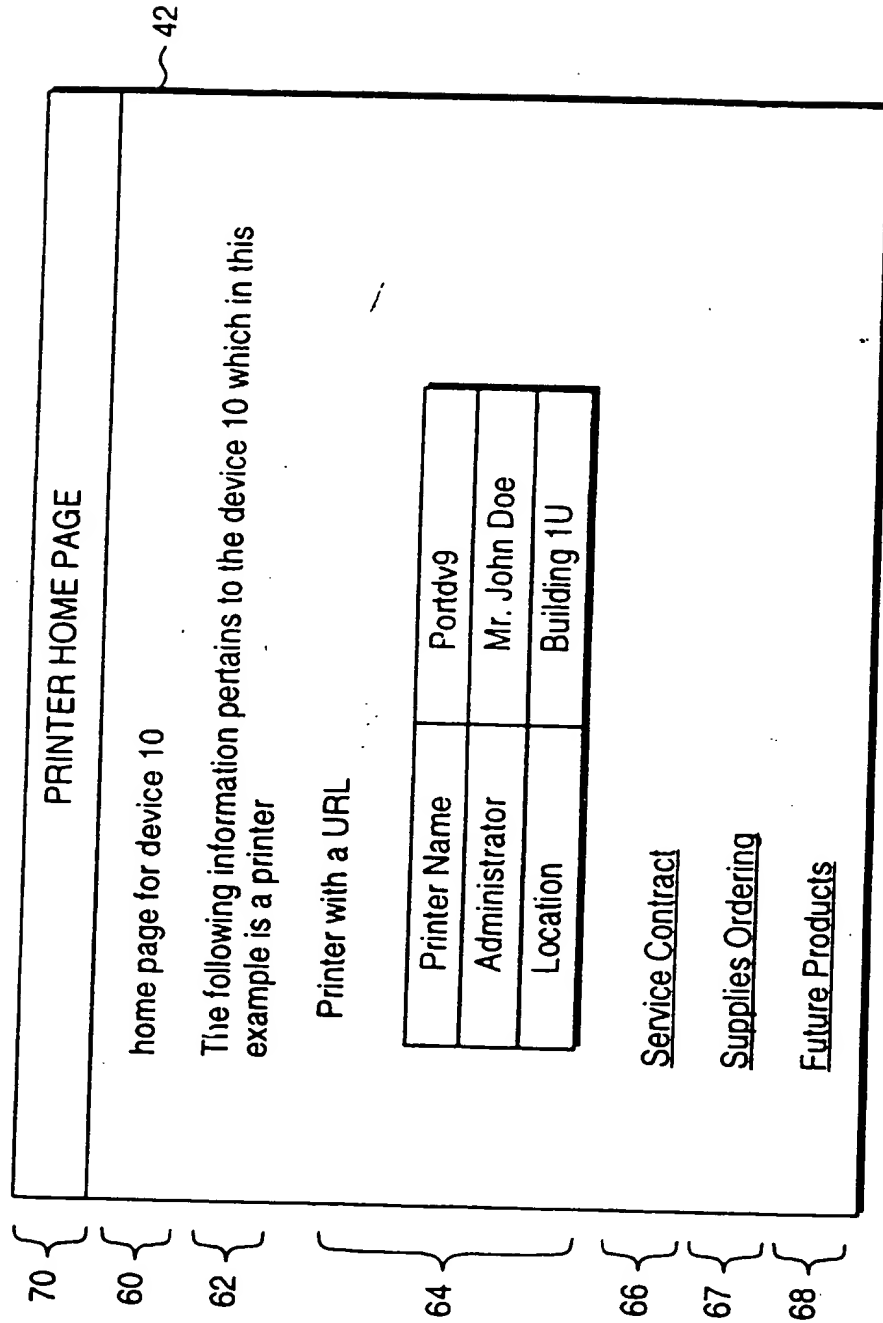 70 PRINTER HOME PAGE
42
60 home page for device 10
62 The following information pertains to the device 10 which in this
example is a printer
64 Printer with a URL
Printer Name Portdv9
Administrator Mr. John Doe
Location Building 1U
66 Service Contract
67 Supplies Ordering
68 Future Products